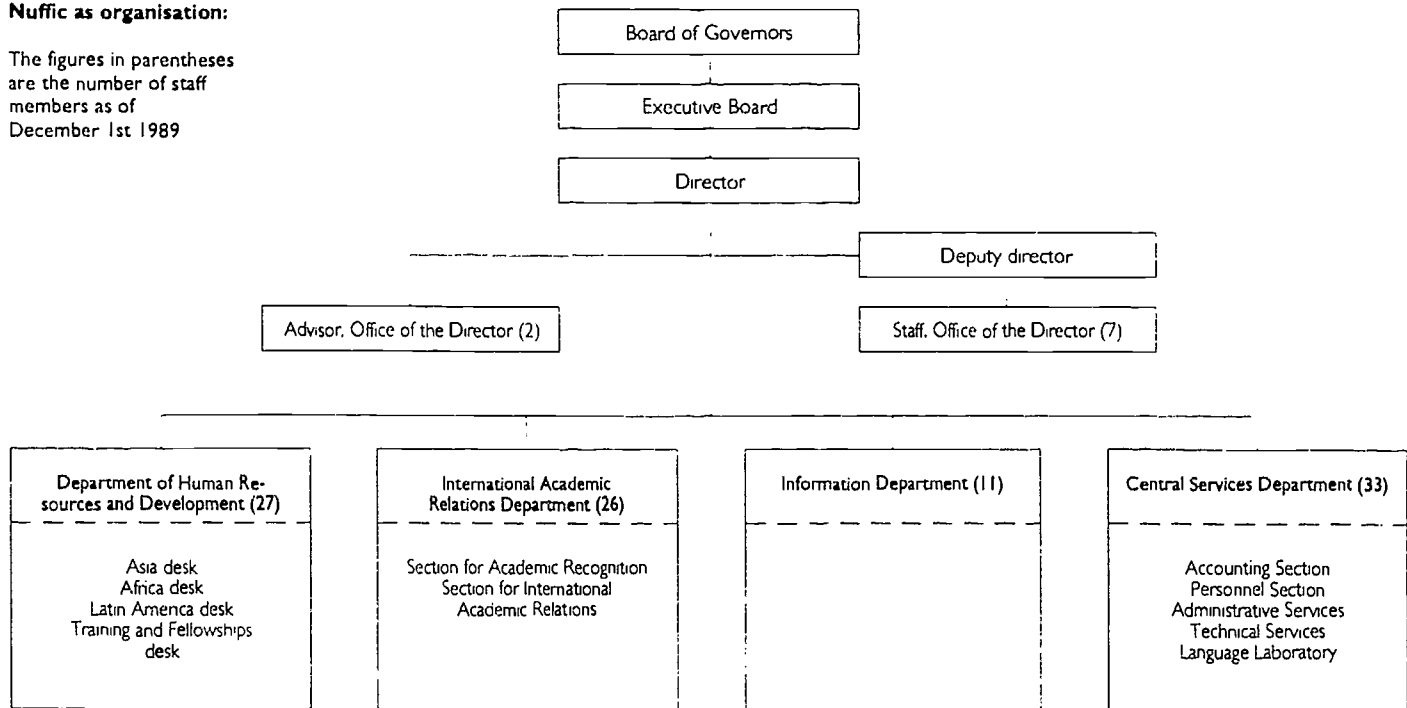 Nuffic as organisation:
The figures in parentheses
are the number of staff
members as of
December 1st 1989
Board of Governors
Executive Board
Director
Deputy director
Advisor, Office of the Director (2)
Staff, Office of the Director (7)
Department of Human Re-
sources and Development (27)
Asia desk
Africa desk
Latin America desk
Training and Fellowships
desk
International Academic
Relations Department (26)
Section for Academic Recognition
Section for International
Academic Relations
Information Department (11)
Central Services Department (33)
Accounting Section
Personnel Section
Administrative Services
Technical Services
Language Laboratory